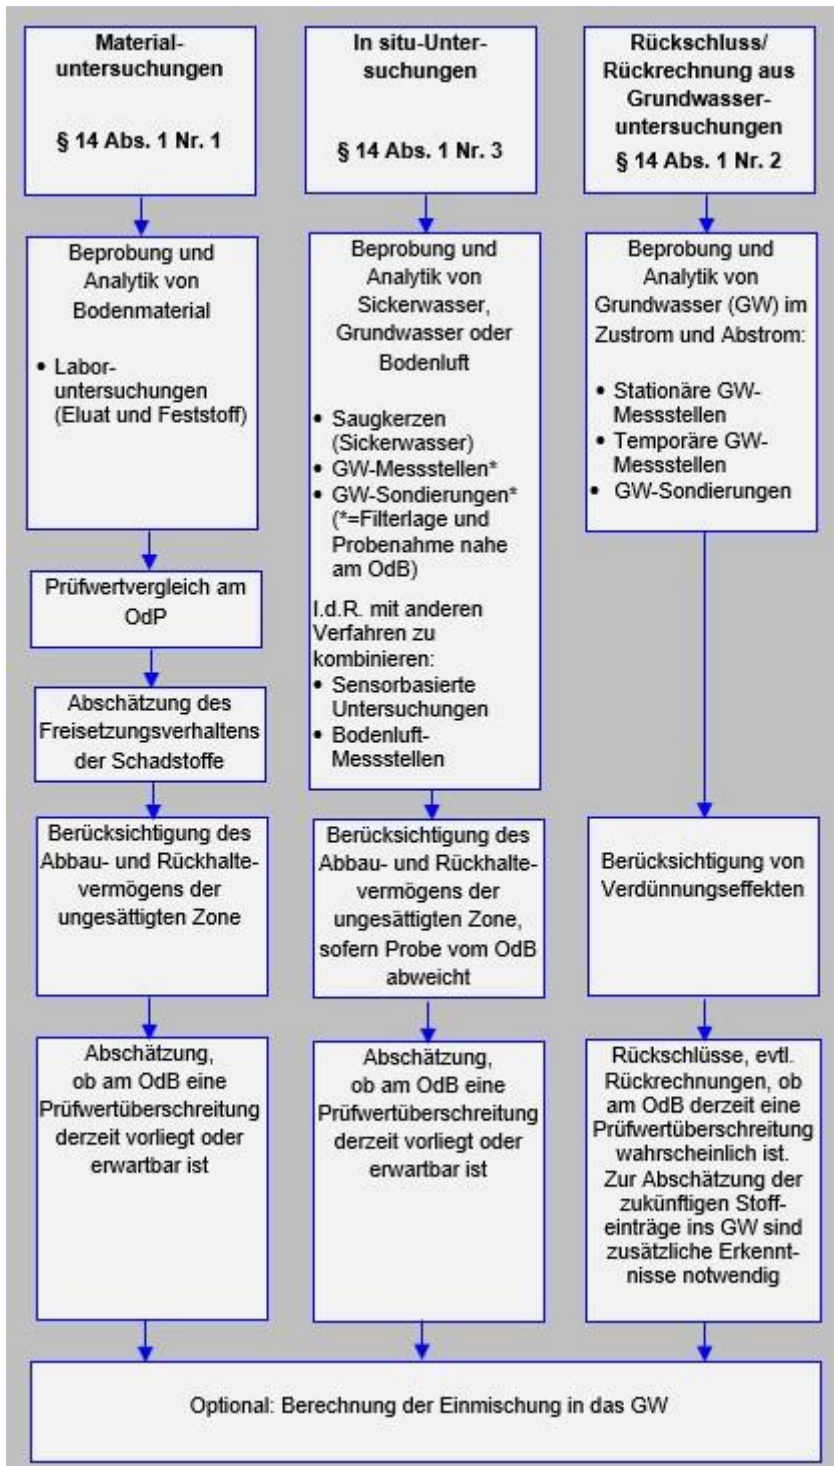 Material-
untersuchungen
§ 14 Abs. 1 Nr. 1
Beprobung und
Analytik von
Bodenmaterial
• Labor-
untersuchungen
(Eluat und Feststoff)
Prüfwertvergleich am
OdP
Abschätzung des
Freisetzungsverhaltens
der Schadstoffe
Berücksichtigung des
Abbau- und Rückhalte-
vermögens der
ungesättigten Zone
Abschätzung,
ob am OdB eine
Prüfwertüberschreitung
derzeit vorliegt oder
erwartbar ist
In situ-Unter-
suchungen
§ 14 Abs. 1 Nr. 3
Beprobung und
Analytik von
Sickerwasser,
Grundwasser oder
Bodenluft
• Saugkerzen
(Sickerwasser)
• GW-Messstellen*
• GW-Sondierungen*
(*=Filterlage und
Probenahme nahe
am OdB)
I.d.R. mit anderen
Verfahren zu
kombinieren:
• Sensorbasierte
Untersuchungen
• Bodenluft-
Messstellen
Berücksichtigung des
Abbau- und Rückhalte-
vermögens der
ungesättigten Zone,
sofern Probe vom OdB
abweicht
Abschätzung,
ob am OdB eine
Prüfwertüberschreitung
derzeit vorliegt oder
erwartbar ist
Rückschluss/
Rückrechnung aus
Grundwasser-
untersuchungen
§ 14 Abs. 1 Nr. 2
Beprobung und
Analytik von
Grundwasser (GW) im
Zustrom und Abstrom:
• Stationäre GW-
Messstellen
• Temporäre GW-
Messstellen
• GW-Sondierungen
Berücksichtigung von
Verdünnungseffekten
Rückschlüsse, evtl.
Rückrechnungen, ob
am OdB derzeit eine
Prüfwertüberschreitung
wahrscheinlich ist.
Zur Abschätzung der
zukünftigen Stoff-
einträge ins GW sind
zusätzliche Erkennt-
nisse notwendig
Optional: Berechnung der Einmischung in das GW